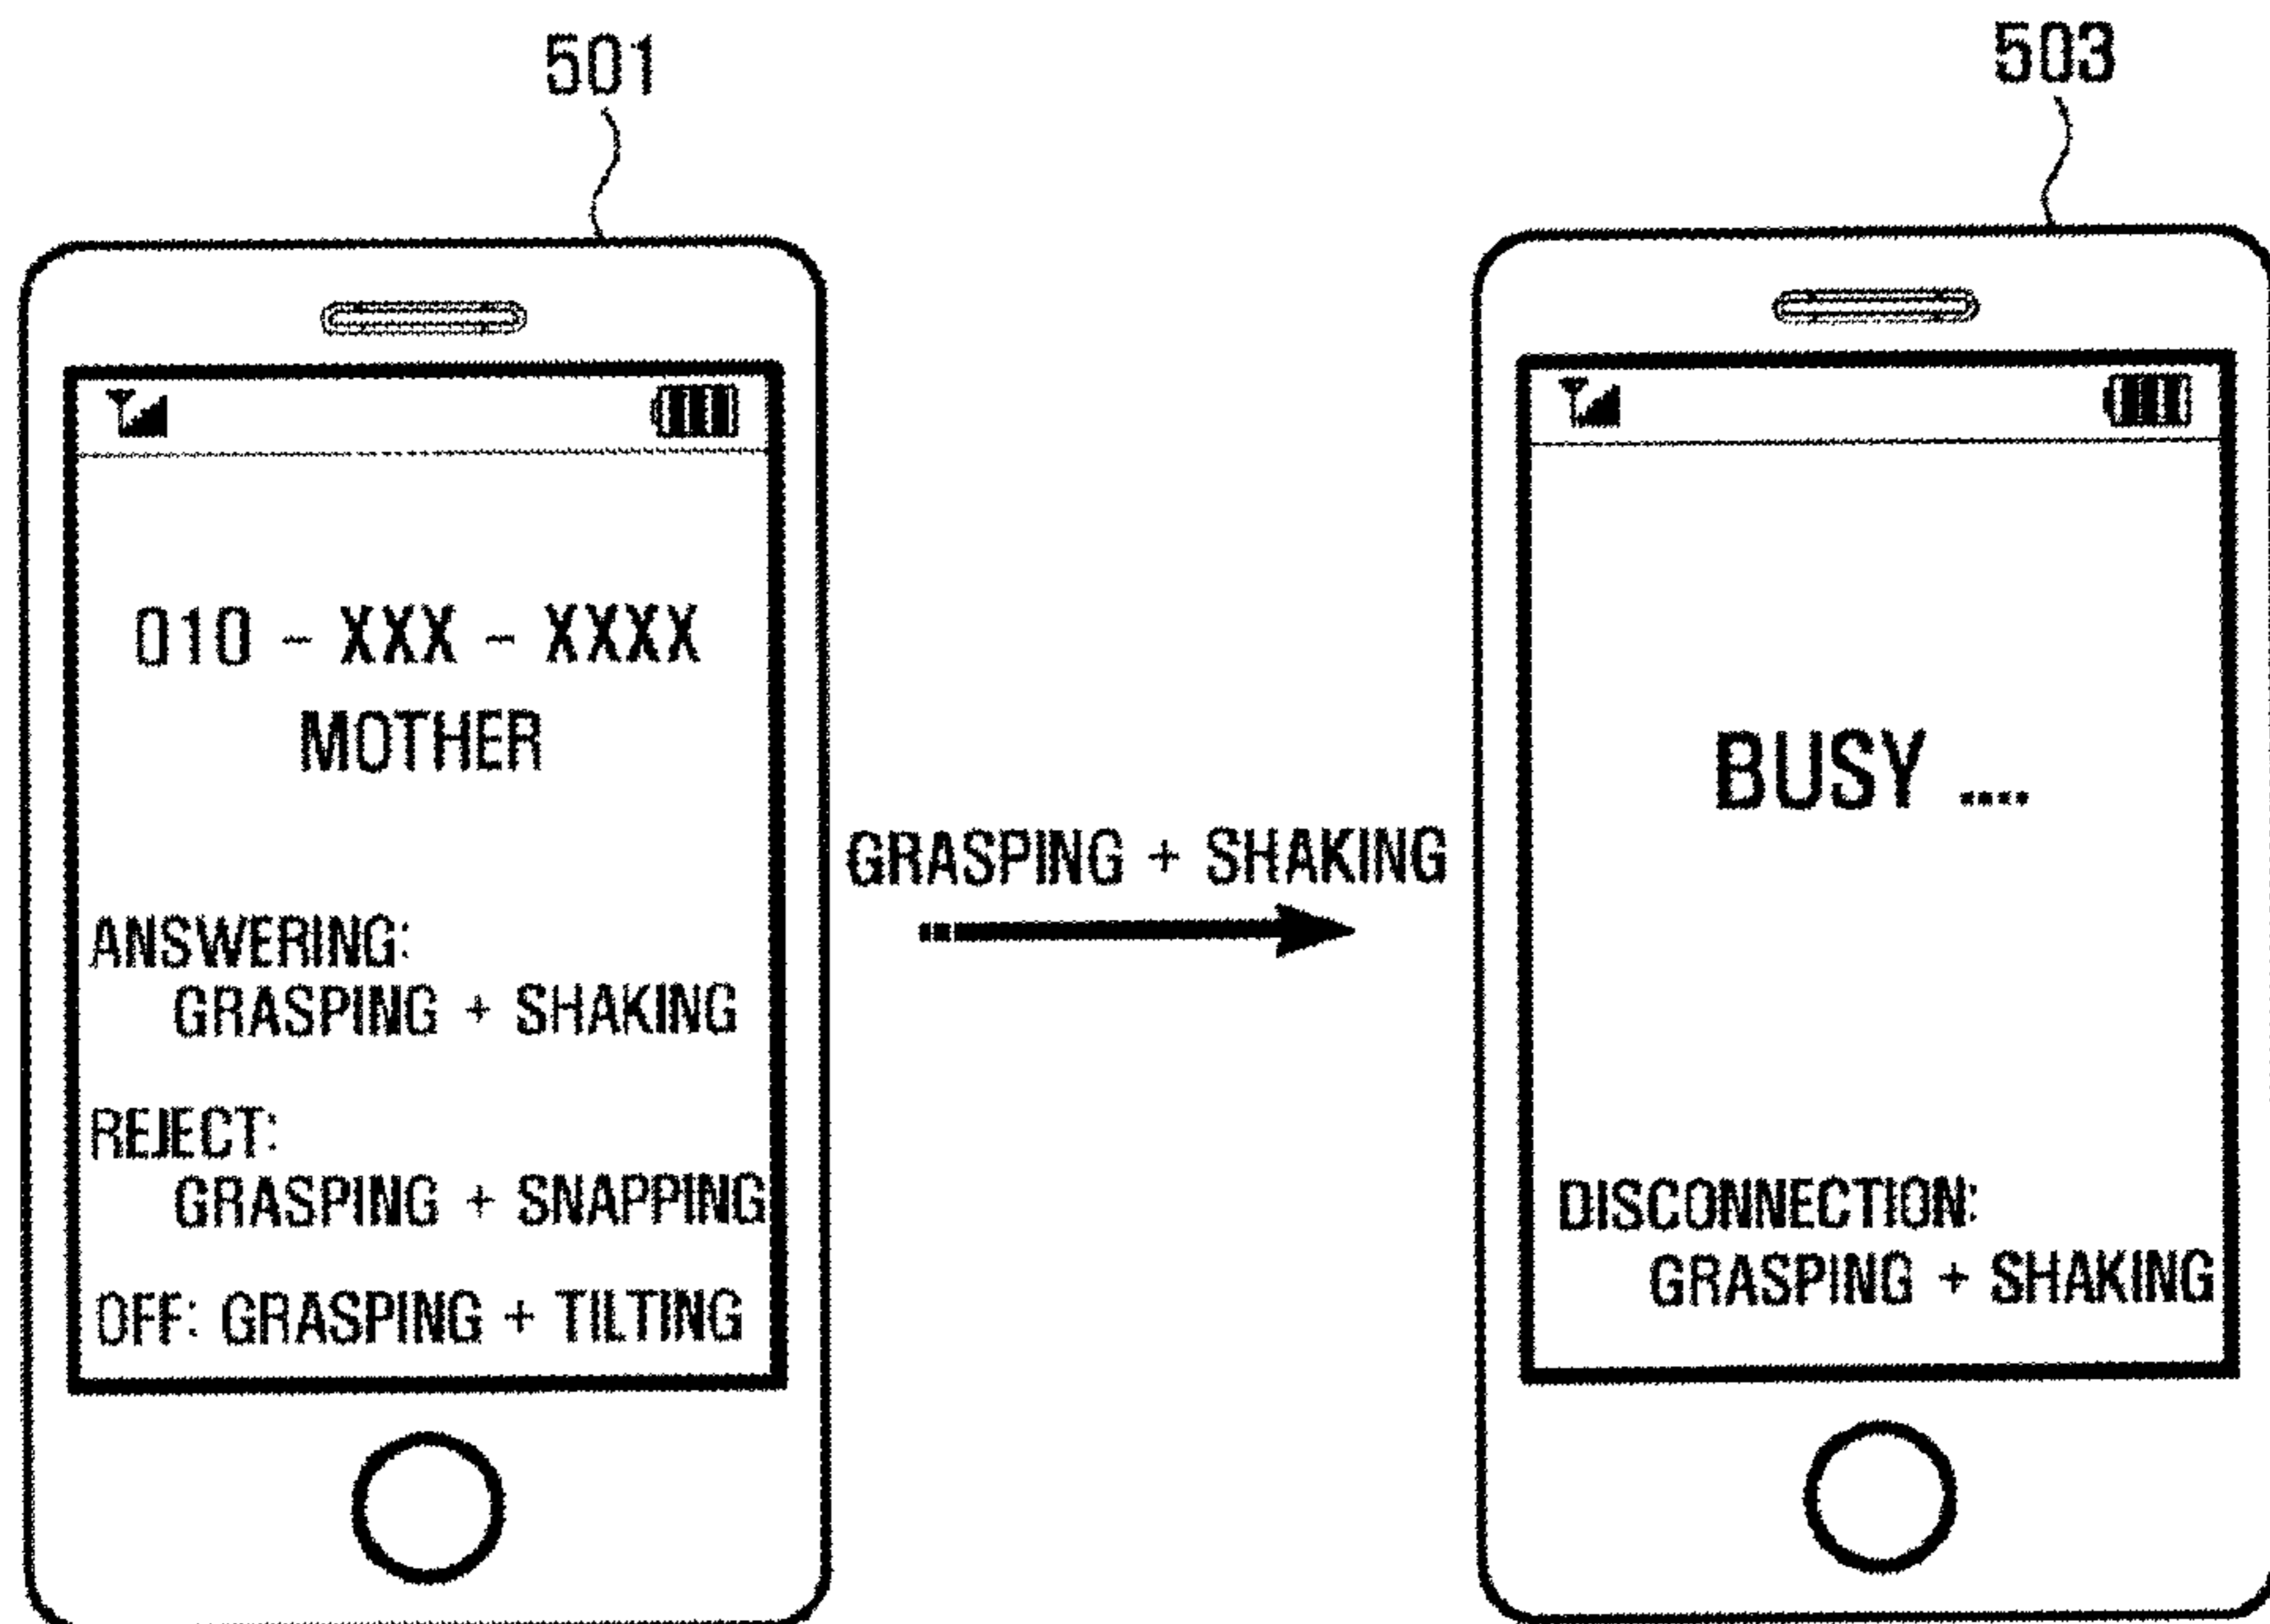 501
503
010 - XXX - XXXX
MOTHER
ANSWERING:
GRASPING + SHAKING
REJECT:
GRASPING + SNAPPING
OFF: GRASPING + TILTING
GRASPING + SHAKING
BUSY ....
DISCONNECTION:
GRASPING + SHAKING